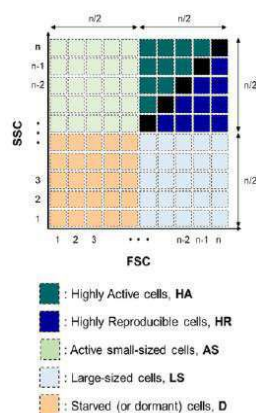 n/2 n/2
n
n-1
n-2
n/2
SSC
n/2
3
2
1
1 2 3 • • • n-2 n-1 n
FSC
: Highly Active cells, HA
: Highly Reproducible cells, HR
: Active small-sized cells, AS
: Large-sized cells, LS
: Starved (or dormant) cells, D